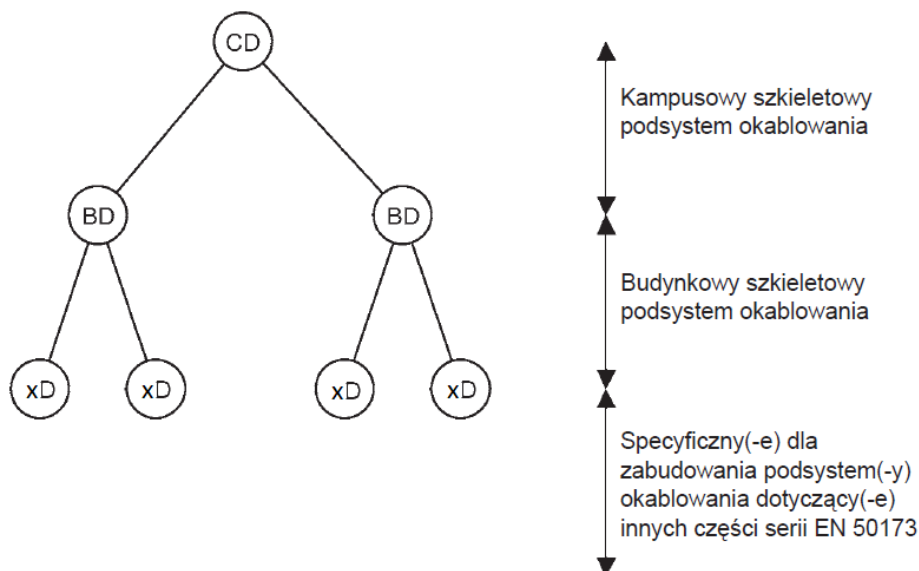 CD
Kampusowy szkieletowy
podsystem okablowania
BD BD
Budynkowy szkieletowy
podsystem okablowania
xD xD xD xD
Specyficzny(-e) dla
zabudowania podsystem(-y)
okablowania dotyczący(-e)
innych części serii EN 50173